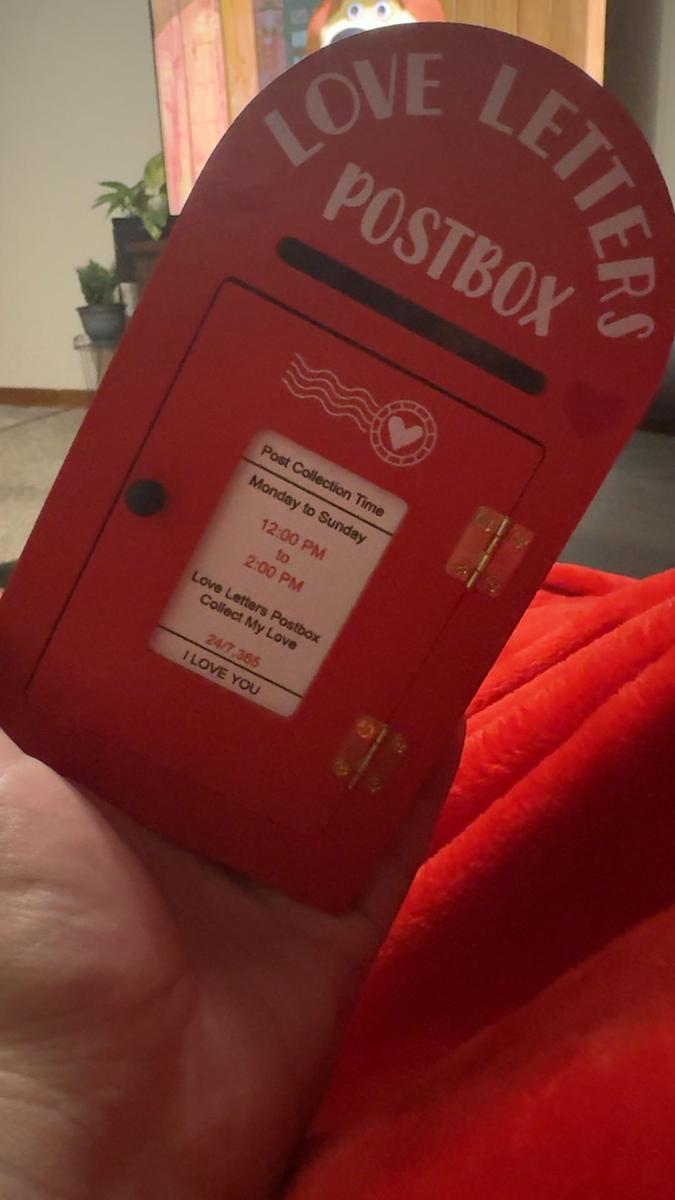 LOVE LETTERS
POSTBOX
Post Collection Time
Monday to Sunday
12:00 PM
to
2:00 PM
Love Letters Postbox
Collect My Love
24/7,365
I LOVE YOU